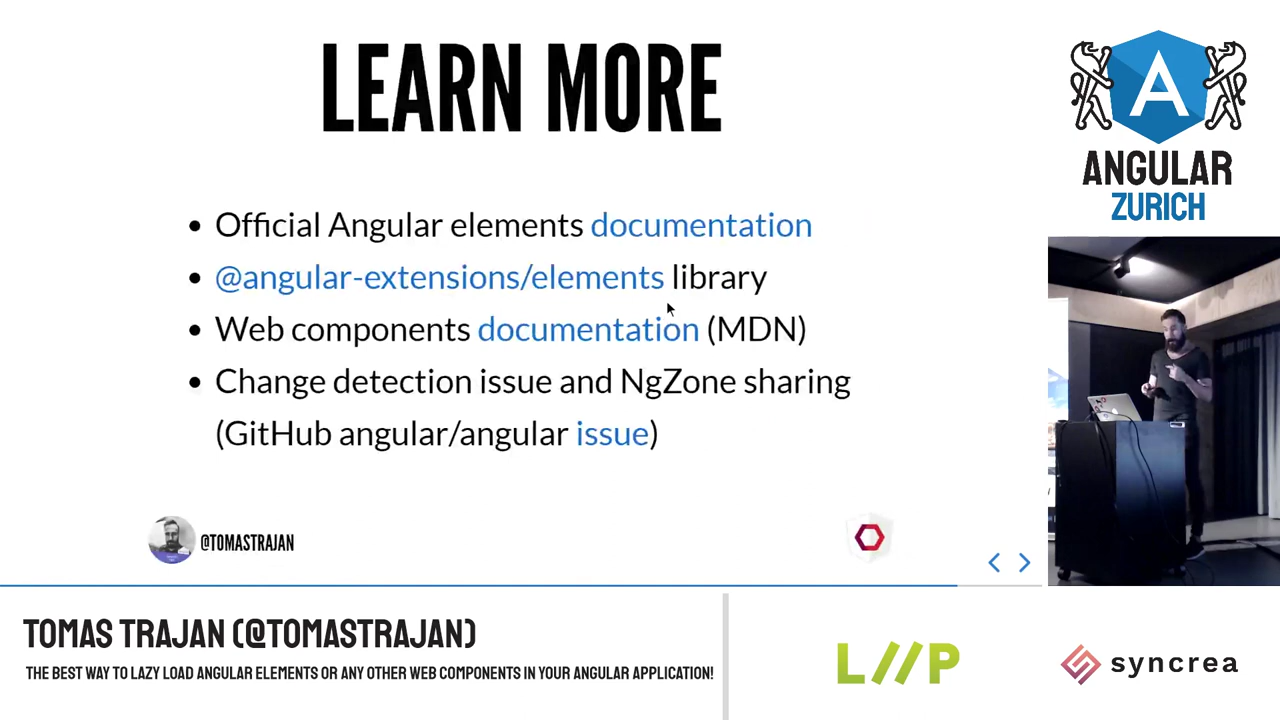 LEARN MORE
• Official Angular elements documentation
• @angular-extensions/elements library
• Web components documentation (MDN)
• Change detection issue and NgZone sharing
(GitHub angular/angular issue)
@TOMASTRAJAN
A
ANGULAR
ZURICH
TOMAS TRAJAN (@TOMASTRAJAN)
THE BEST WAY TO LAZY LOAD ANGULAR ELEMENTS OR ANY OTHER WEB COMPONENTS IN YOUR ANGULAR APPLICATION!
LIIP
syncrea